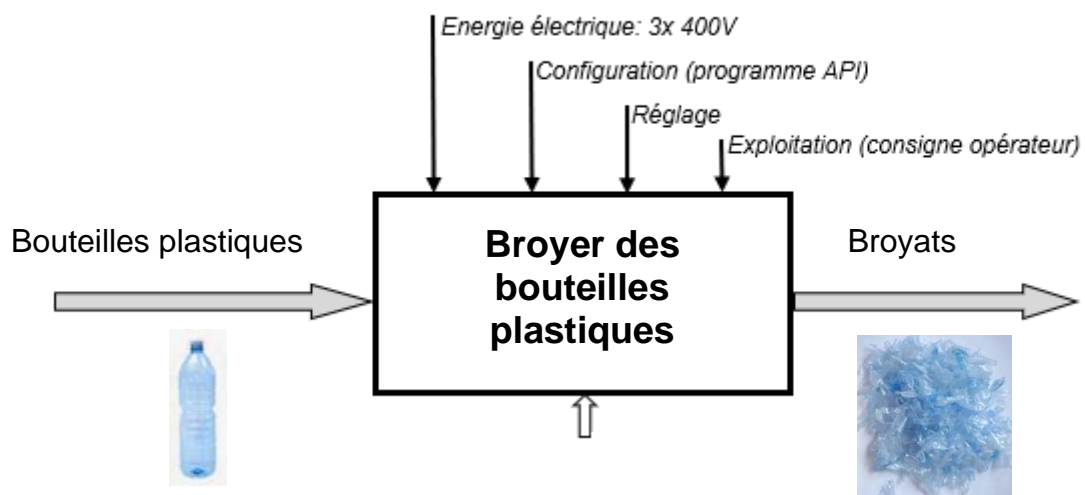 Energie électrique: 3x 400V
Configuration (programme API)
Réglage
Exploitation (consigne opérateur)
Bouteilles plastiques
Broyer des
bouteilles
plastiques
Broyats